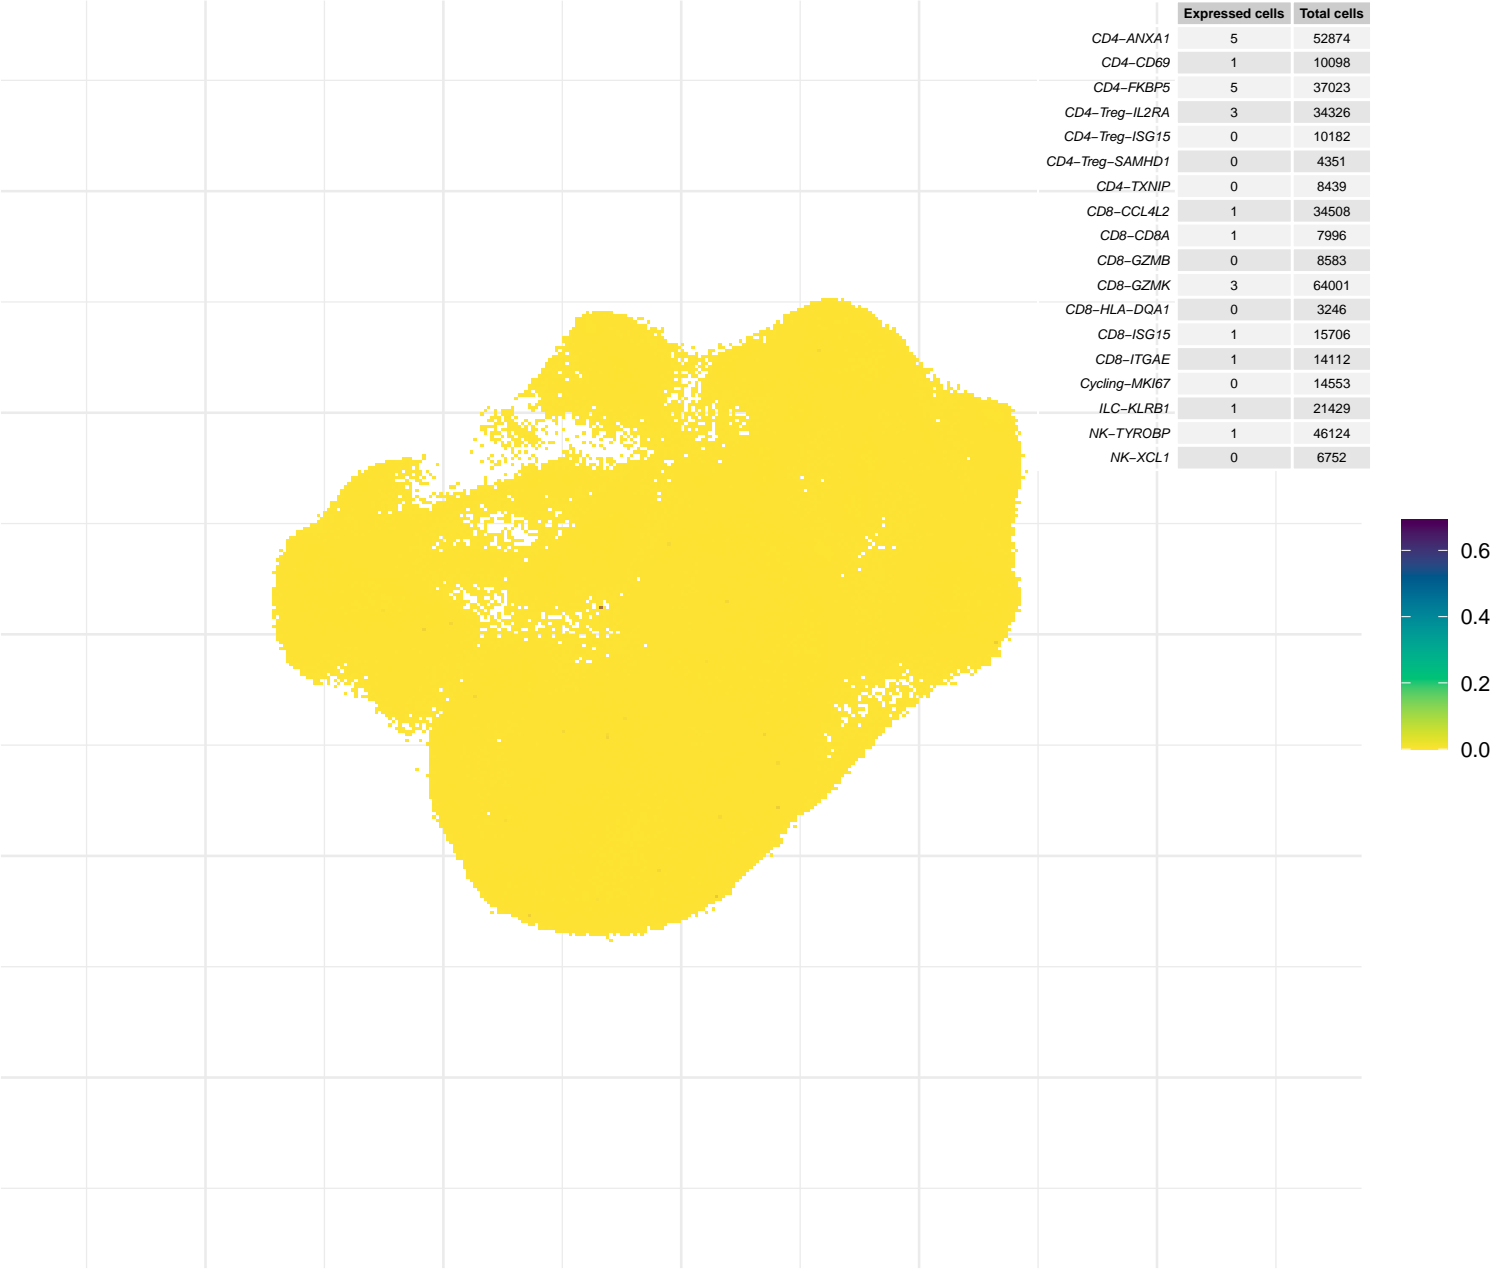 Expressed cells Total cells
CD4−ANXA1 5 52874
CD4−CD69 1 10098
CD4−FKBP5 5 37023
CD4−Treg−IL2RA 3 34326
CD4−Treg−ISG15 0 10182
CD4−Treg−SAMHD1 0 4351
CD4−TXNIP 0 8439
CD8−CCL4L2 1 34508
CD8−CD8A 1 7996
CD8−GZMB 0 8583
CD8−GZMK 3 64001
CD8−HLA−DQA1 0 3246
CD8−ISG15 1 15706
CD8−ITGAE 1 14112
Cycling−MKI67 0 14553
ILC−KLRB1 1 21429
NK−TYROBP 1 46124
NK−XCL1 0 6752
0.6
0.4
0.2
0.0